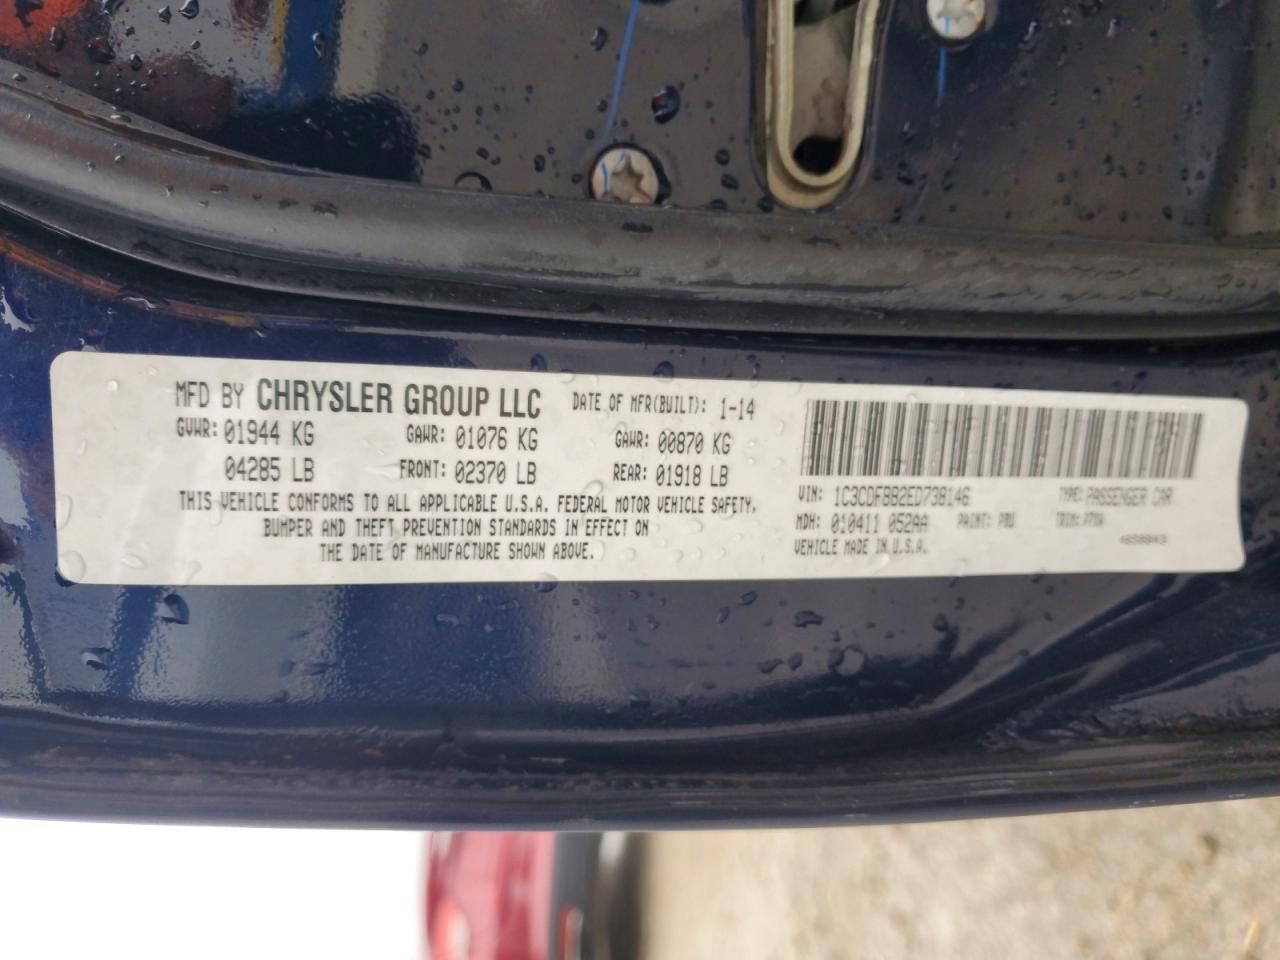 MFD BY CHRYSLER GROUP LLC DATE OF MFR(BUILT): 1-14
GVWR: 01944 KG GAWR: 01076 KG GAWR: 00870 KG
04285 LB FRONT: 02370 LB REAR: 01918 LB
THIS VEHICLE CONFORMS TO ALL APPLICABLE U.S.A. FEDERAL MOTOR VEHICLE SAFETY,
BUMPER AND THEFT PREVENTION STANDARDS IN EFFECT ON
THE DATE OF MANUFACTURE SHOWN ABOVE.
VIN: 1C3CDFBB2ED738146 TYPE: PASSENGER CAR
MDH: 010411 052AA PAINT: PBU TRIM:
VEHICLE MADE IN U.S.A.